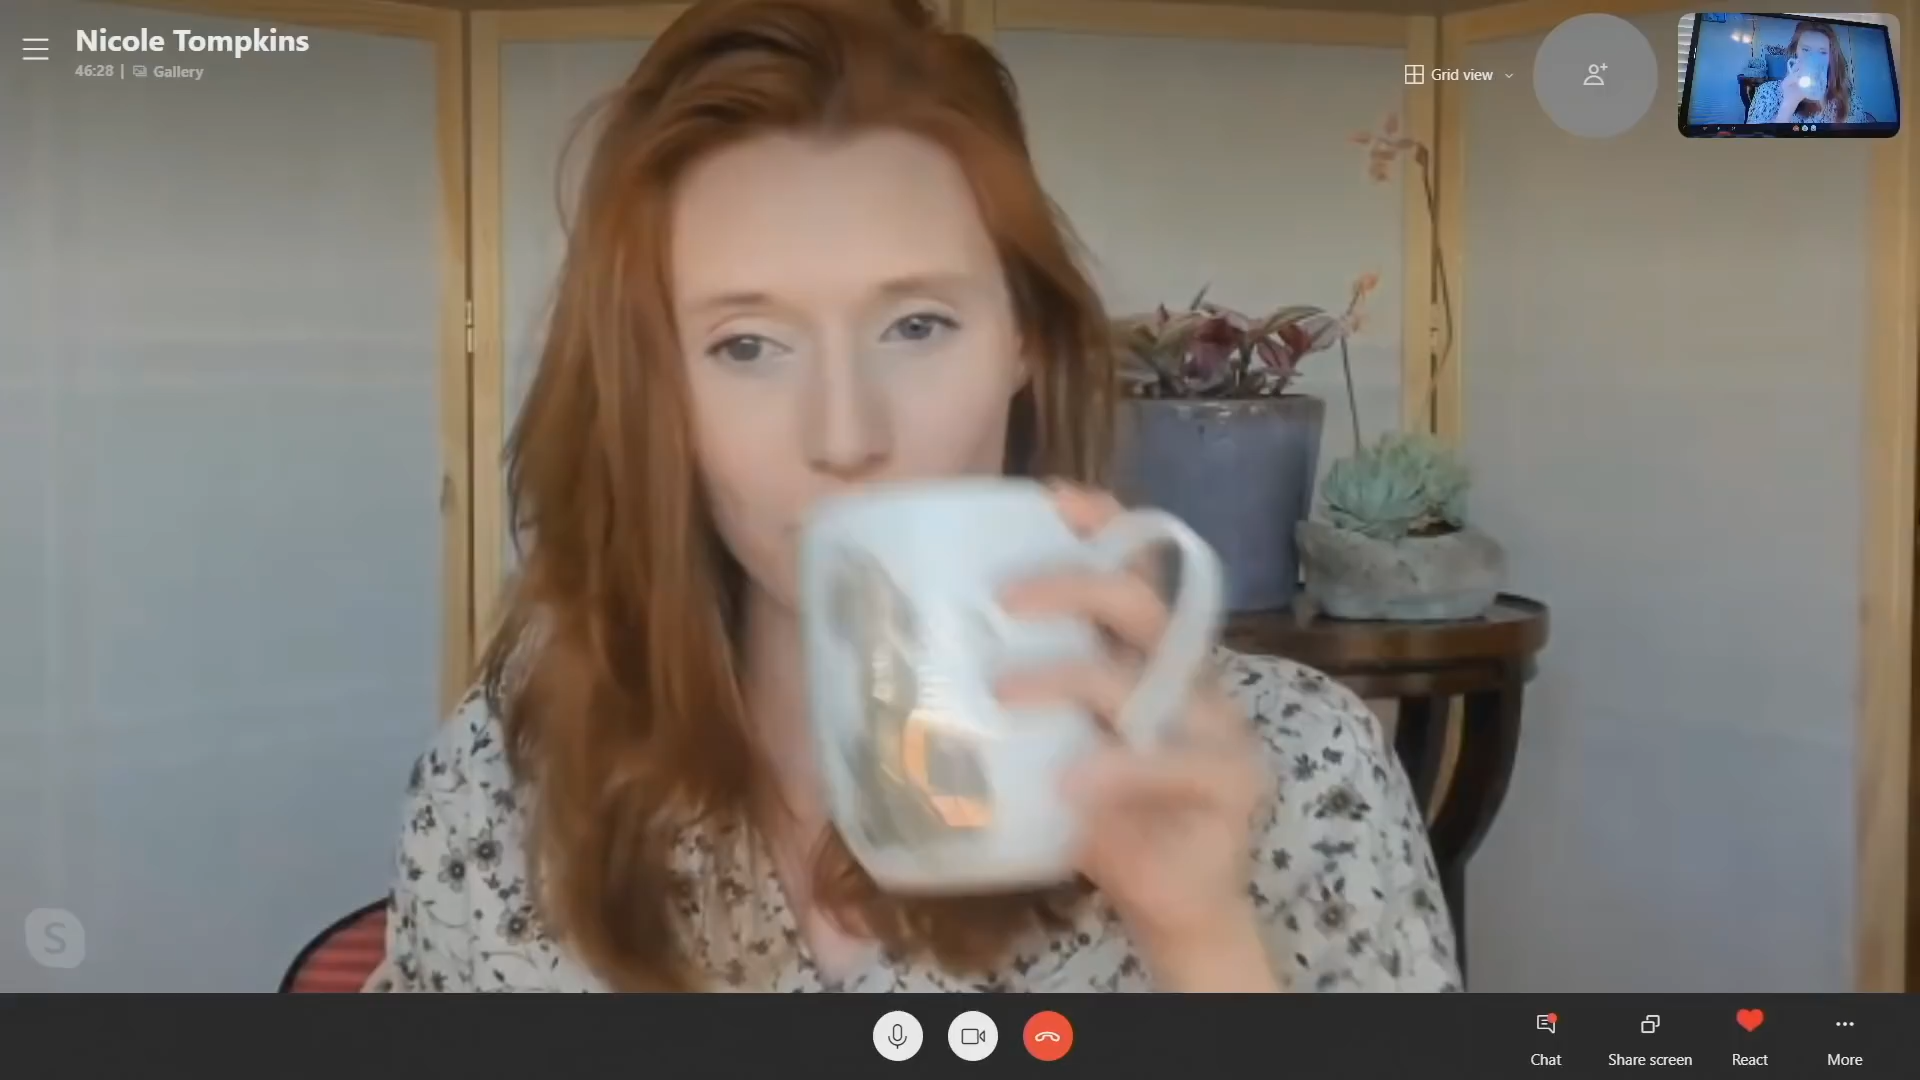 Nicole Tompkins
46:28 | Gallery
Grid view
S
Chat
Share screen
React
More